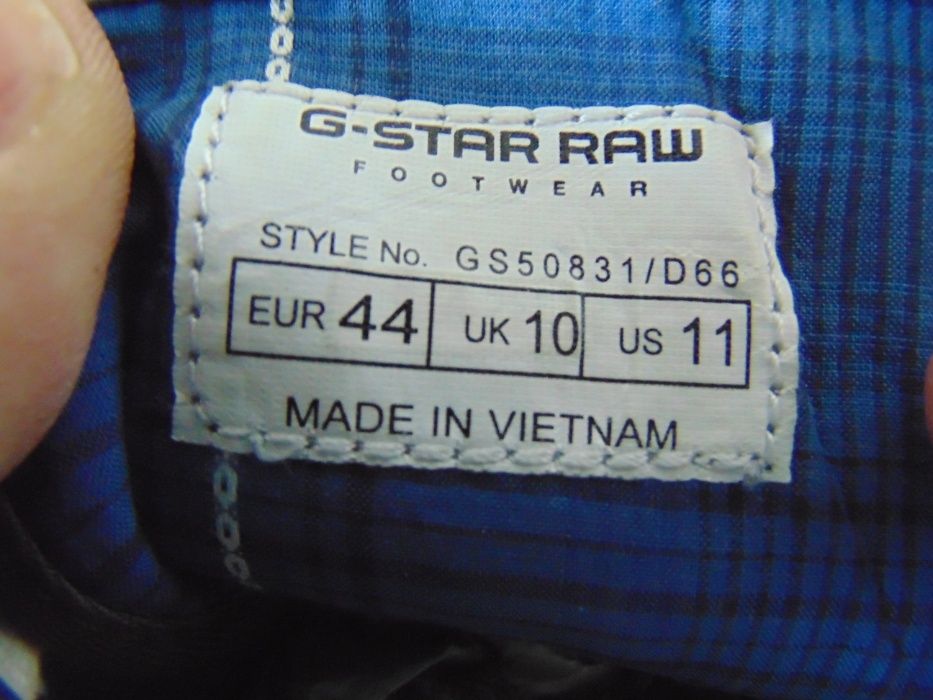 G-STAR RAW
FOOTWEAR
STYLE No. GS50831/D66
EUR 44 UK 10 US 11
MADE IN VIETNAM